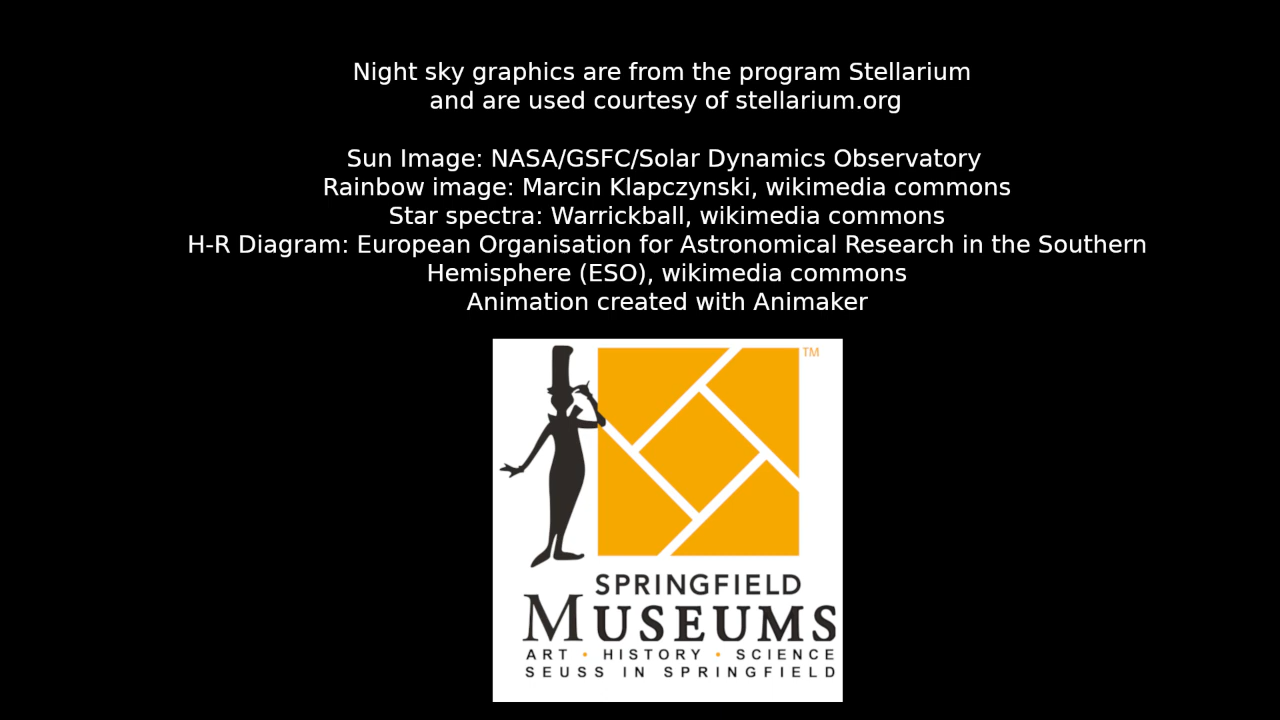 Night sky graphics are from the program Stellarium
and are used courtesy of stellarium.org
Sun Image: NASA/GSFC/Solar Dynamics Observatory
Rainbow image: Marcin Klapczynski, wikimedia commons
Star spectra: Warrickball, wikimedia commons
H-R Diagram: European Organisation for Astronomical Research in the Southern
Hemisphere (ESO), wikimedia commons
Animation created with Animaker
TM
SPRINGFIELD
MUSEUMS
ART • HISTORY • SCIENCE
SEUSS IN SPRINGFIELD